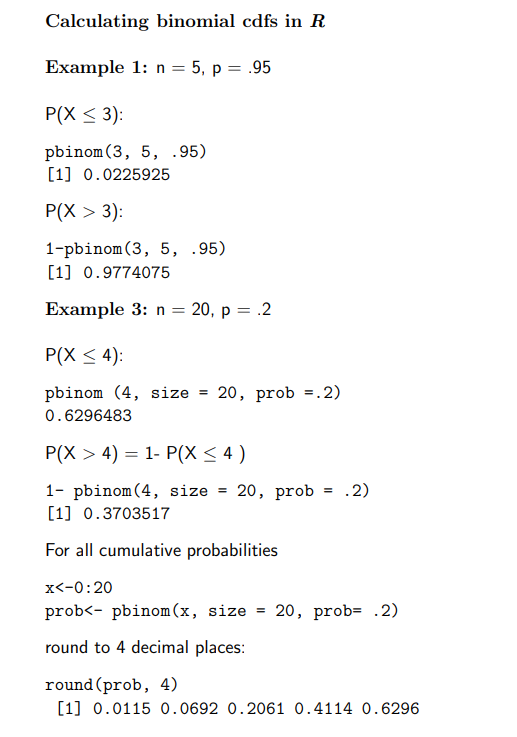 Calculating binomial cdfs in R
Example 1: n = 5, p = .95
P(X ≤ 3):
pbinom(3, 5, .95)
[1] 0.0225925
P(X > 3):
1-pbinom(3, 5, .95)
[1] 0.9774075
Example 3: n = 20, p = .2
P(X ≤ 4):
pbinom (4, size = 20, prob =.2)
0.6296483
P(X > 4) = 1- P(X ≤ 4 )
1- pbinom(4, size = 20, prob = .2)
[1] 0.3703517
For all cumulative probabilities
x<-0:20
prob<- pbinom(x, size = 20, prob= .2)
round to 4 decimal places:
round(prob, 4)
[1] 0.0115 0.0692 0.2061 0.4114 0.6296